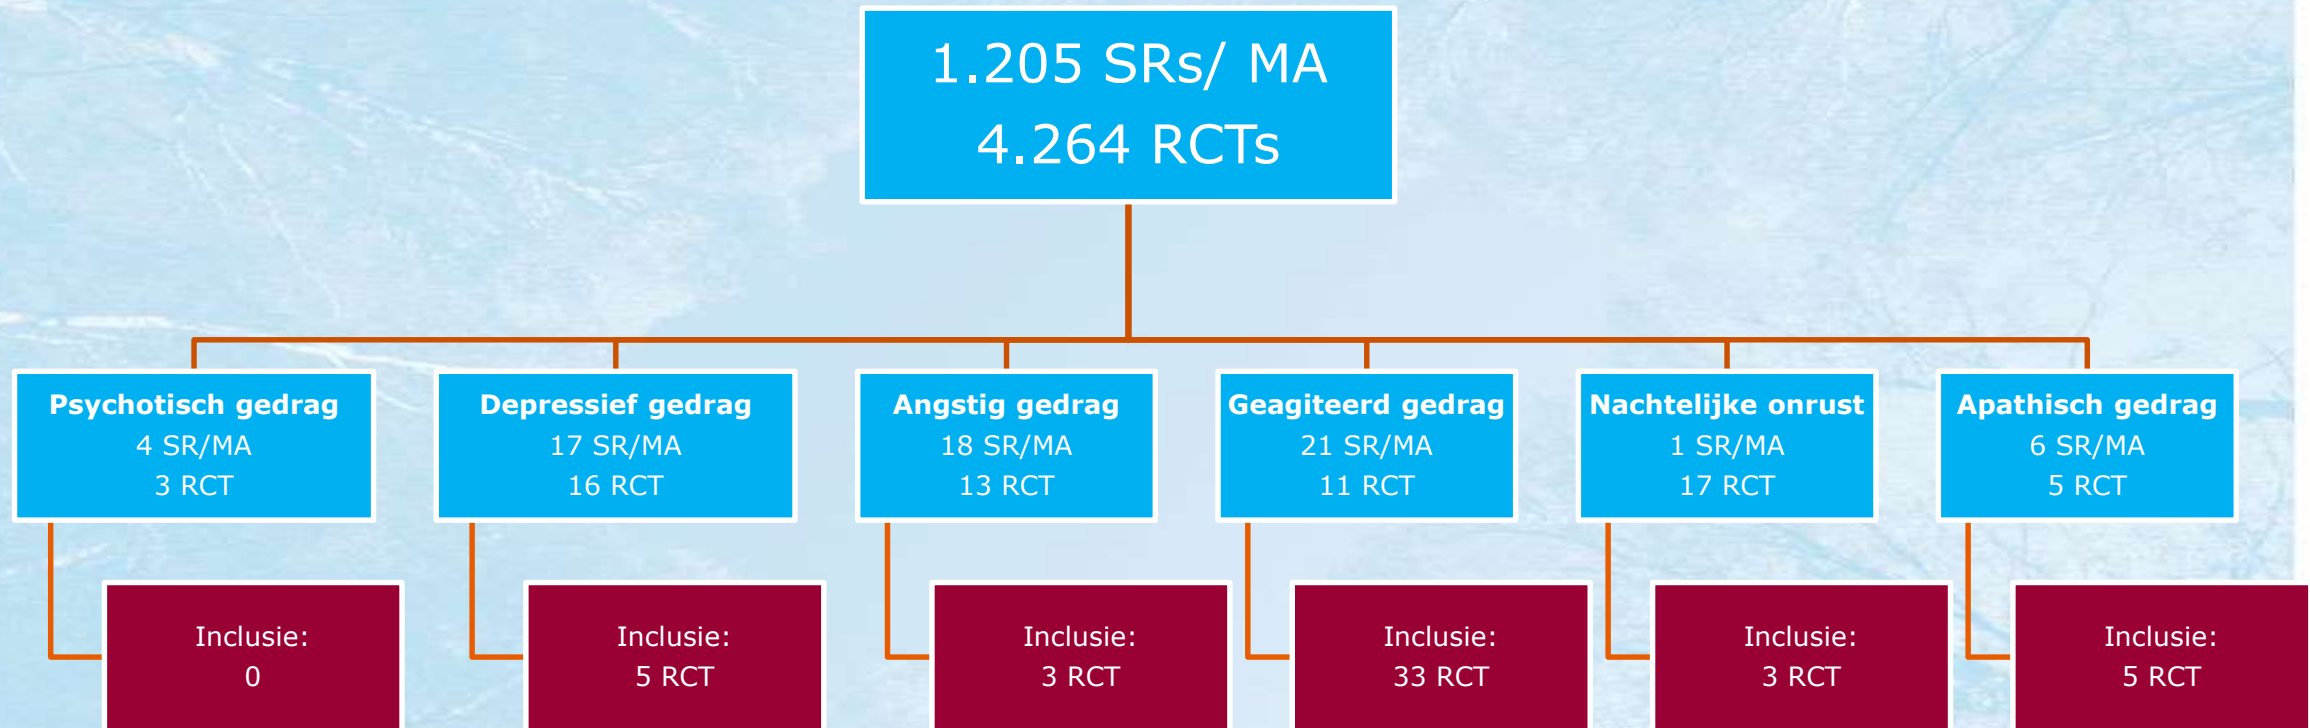 1.205 SRs/ MA
4.264 RCTs
Psychotisch gedrag
4 SR/MA
3 RCT
Depressief gedrag
17 SR/MA
16 RCT
Angstig gedrag
18 SR/MA
13 RCT
Geagiteerd gedrag
21 SR/MA
11 RCT
Nachtelijke onrust
1 SR/MA
17 RCT
Apathisch gedrag
6 SR/MA
5 RCT
Inclusie:
0
Inclusie:
5 RCT
Inclusie:
3 RCT
Inclusie:
33 RCT
Inclusie:
3 RCT
Inclusie:
5 RCT